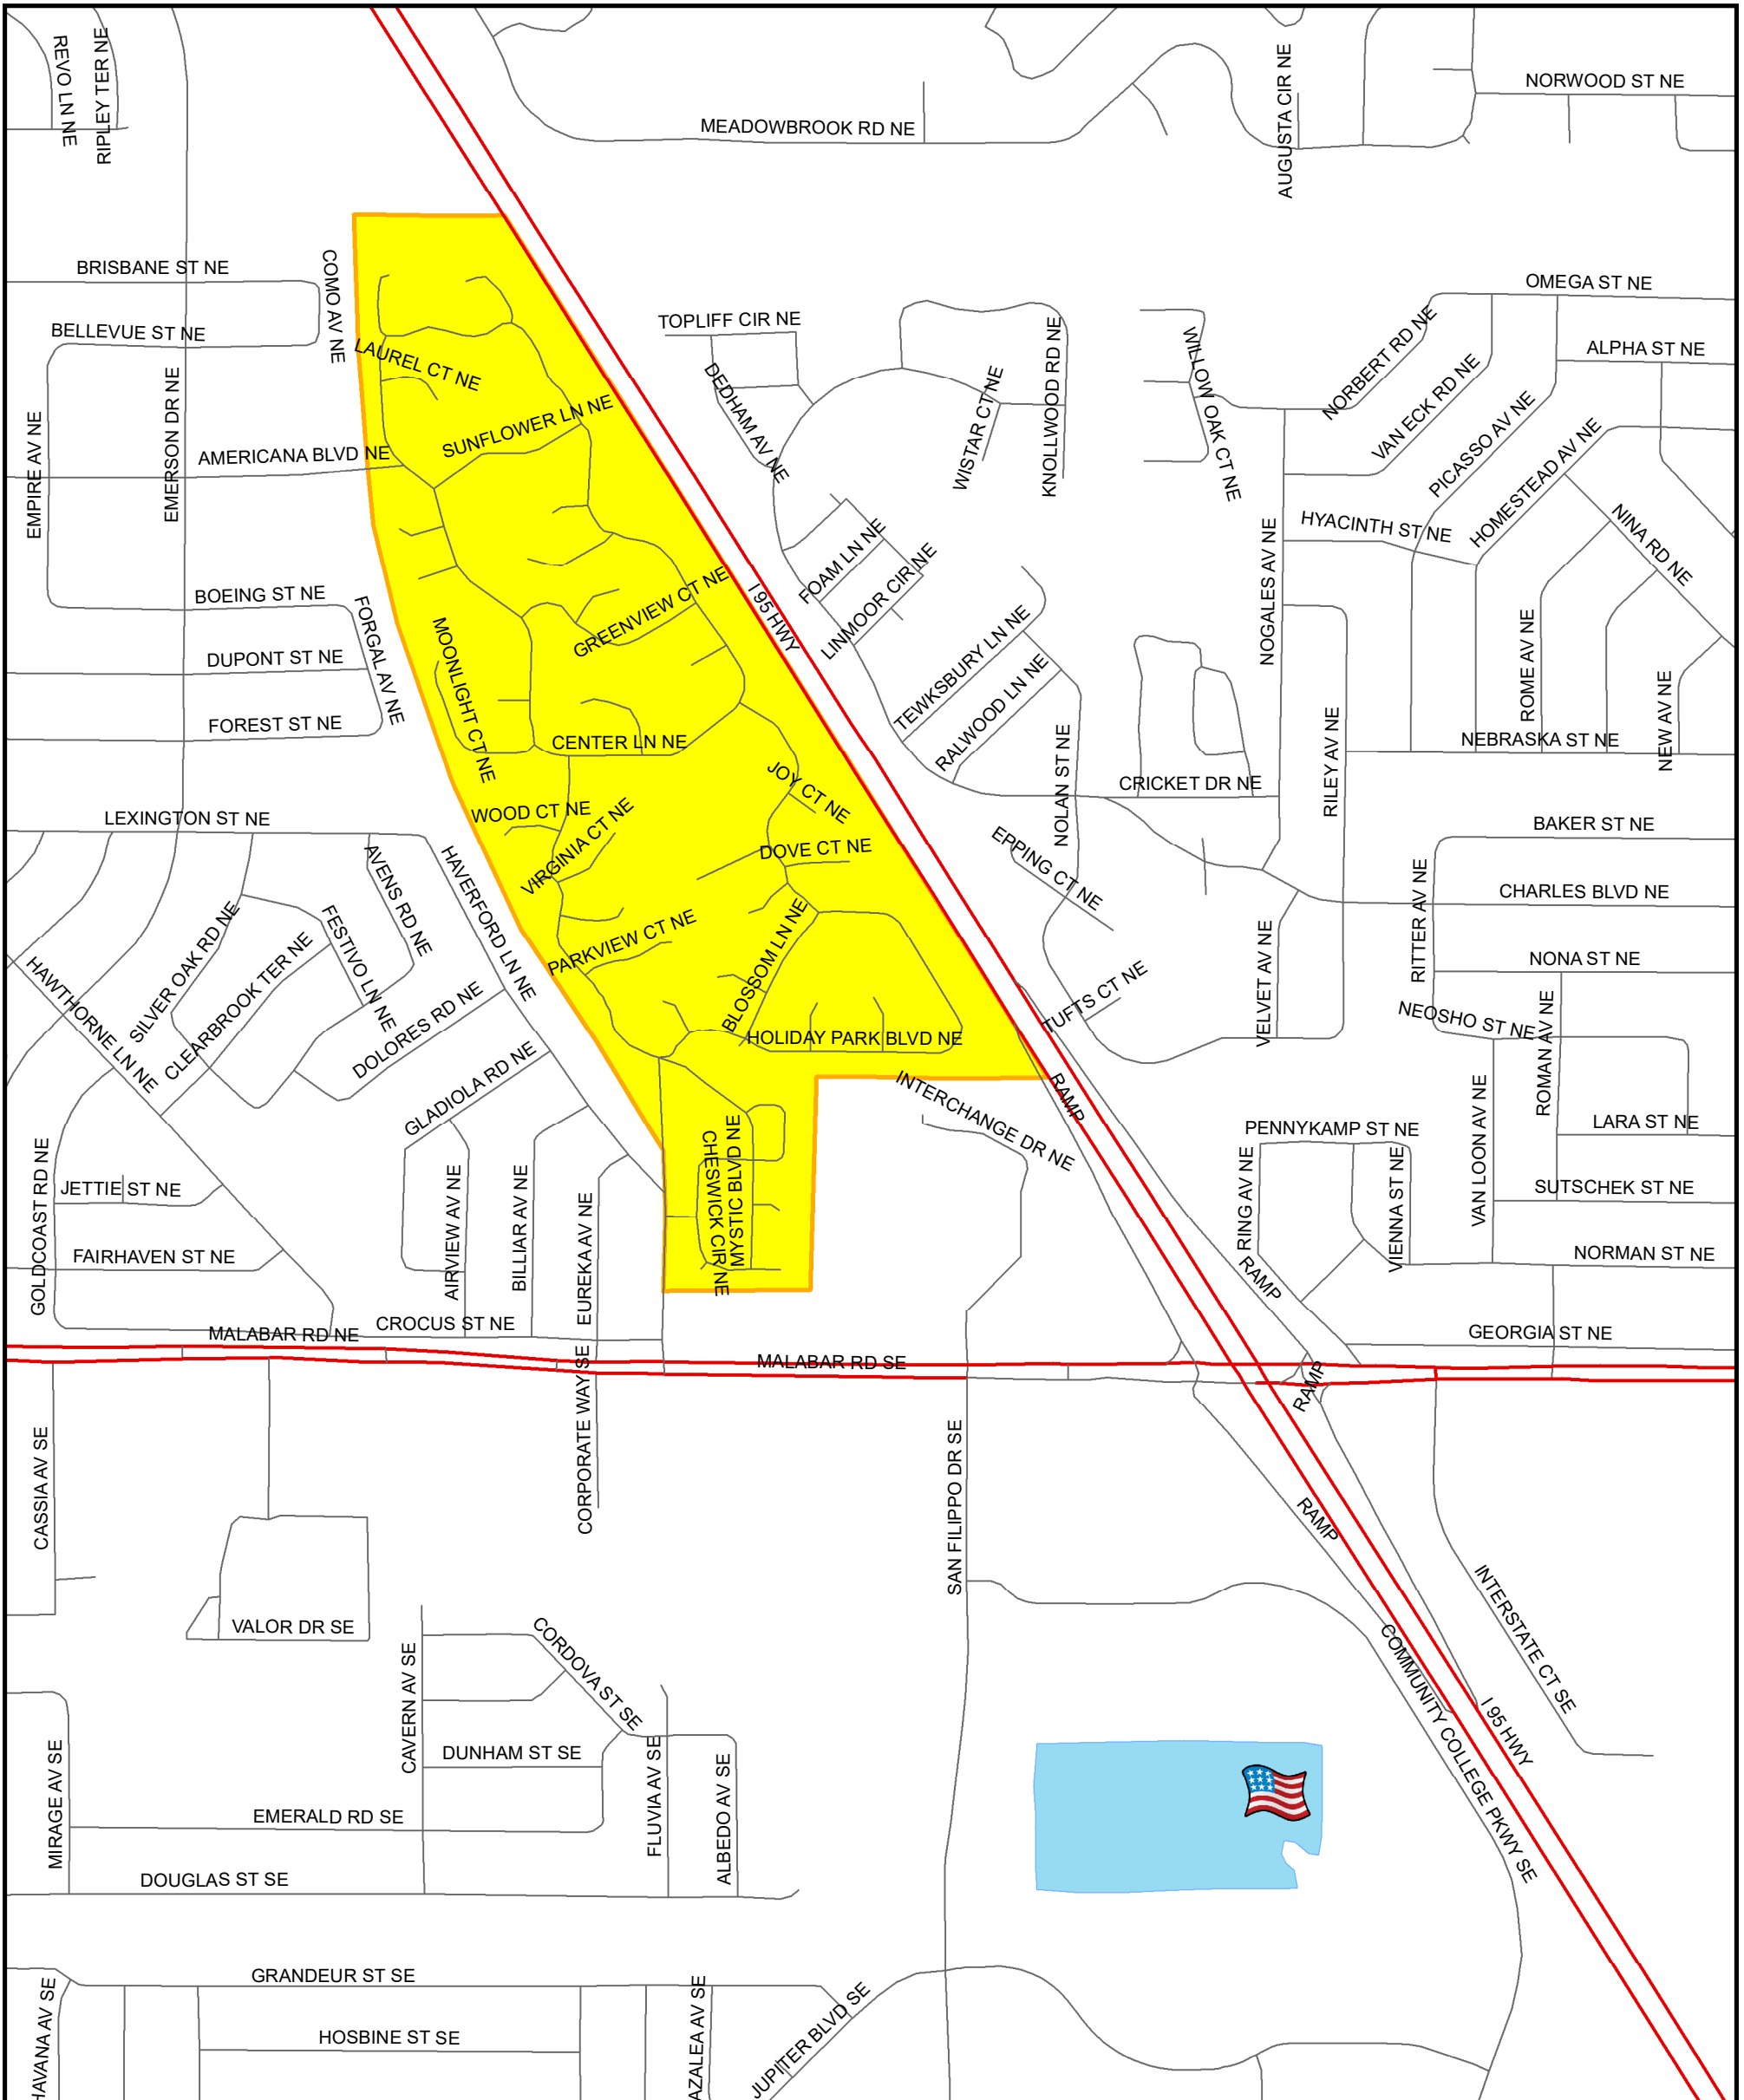 REVO LN NE
RIPLEY TER NE
NORWOOD ST NE
MEADOWBROOK RD NE
AUGUSTA CIR NE
BRISBANE ST NE
COMO AV NE
OMEGA ST NE
BELLEVUE ST NE
TOPLIFF CIR NE
LAUREL CT NE
DEDHAM AV NE
KNOLLWOOD RD NE
WISTAR CT NE
WILLOW OAK CT NE
NORBERT RD NE
ALPHA ST NE
VAN ECK RD NE
PICASSO AV NE
HOMESTEAD AV NE
EMPIRE AV NE
EMERSON DR NE
AMERICANA BLVD NE
SUNFLOWER LN NE
HYACINTH ST NE
NINA RD NE
FOAM LN NE
LINMOOR CIR NE
NOGALES AV NE
BOEING ST NE
FORGAL AV NE
MOONLIGHT CT NE
GREENVIEW CT NE
I 95 HWY
TEWKSBURY LN NE
RALWOOD LN NE
ROME AV NE
NEW AV NE
DUPONT ST NE
FOREST ST NE
CENTER LN NE
NOLAN ST NE
RILEY AV NE
NEBRASKA ST NE
CRICKET DR NE
JOY CT NE
LEXINGTON ST NE
WOOD CT NE
VIRGINIA CT NE
BAKER ST NE
DOVE CT NE
EPPING CT NE
AVENS RD NE
HAVERFORD LN NE
RITTER AV NE
CHARLES BLVD NE
SILVER OAK RD NE
FESTIVO LN NE
PARKVIEW CT NE
BLOSSOM LN NE
VELVET AV NE
NONA ST NE
HAWTHORNE LN NE
CLEARBROOK TER NE
DOLORES RD NE
TUFTS CT NE
NEOSHO ST NE
ROMAN AV NE
HOLIDAY PARK BLVD NE
GLADIOLA RD NE
INTERCHANGE DR NE
RAMP
VAN LOON AV NE
LARA ST NE
PENNYKAMP ST NE
GOLDCOAST RD NE
JETTIE ST NE
AIRVIEW AV NE
BILLIAR AV NE
EUREKA AV NE
CHESWICK CIR NE
MYSTIC BLVD NE
RING AV NE
VIENNA ST NE
SUTSCHEK ST NE
FAIRHAVEN ST NE
RAMP
NORMAN ST NE
CROCUS ST NE
MALABAR RD NE
GEORGIA ST NE
MALABAR RD SE
RAMP
CORPORATE WAY SE
CASSIA AV SE
SAN FILIPPO DR SE
RAMP
INTERSTATE CT SE
VALOR DR SE
CORDOVA ST SE
CAVERN AV SE
COMMUNITY COLLEGE PKWY SE
I 95 HWY
DUNHAM ST SE
MIRAGE AV SE
FLUVIA AV SE
ALBEDO AV SE
EMERALD RD SE
DOUGLAS ST SE
GRANDEUR ST SE
HAVANA AV SE
AZALEA AV SE
JUPITER BLVD SE
HOSBINE ST SE